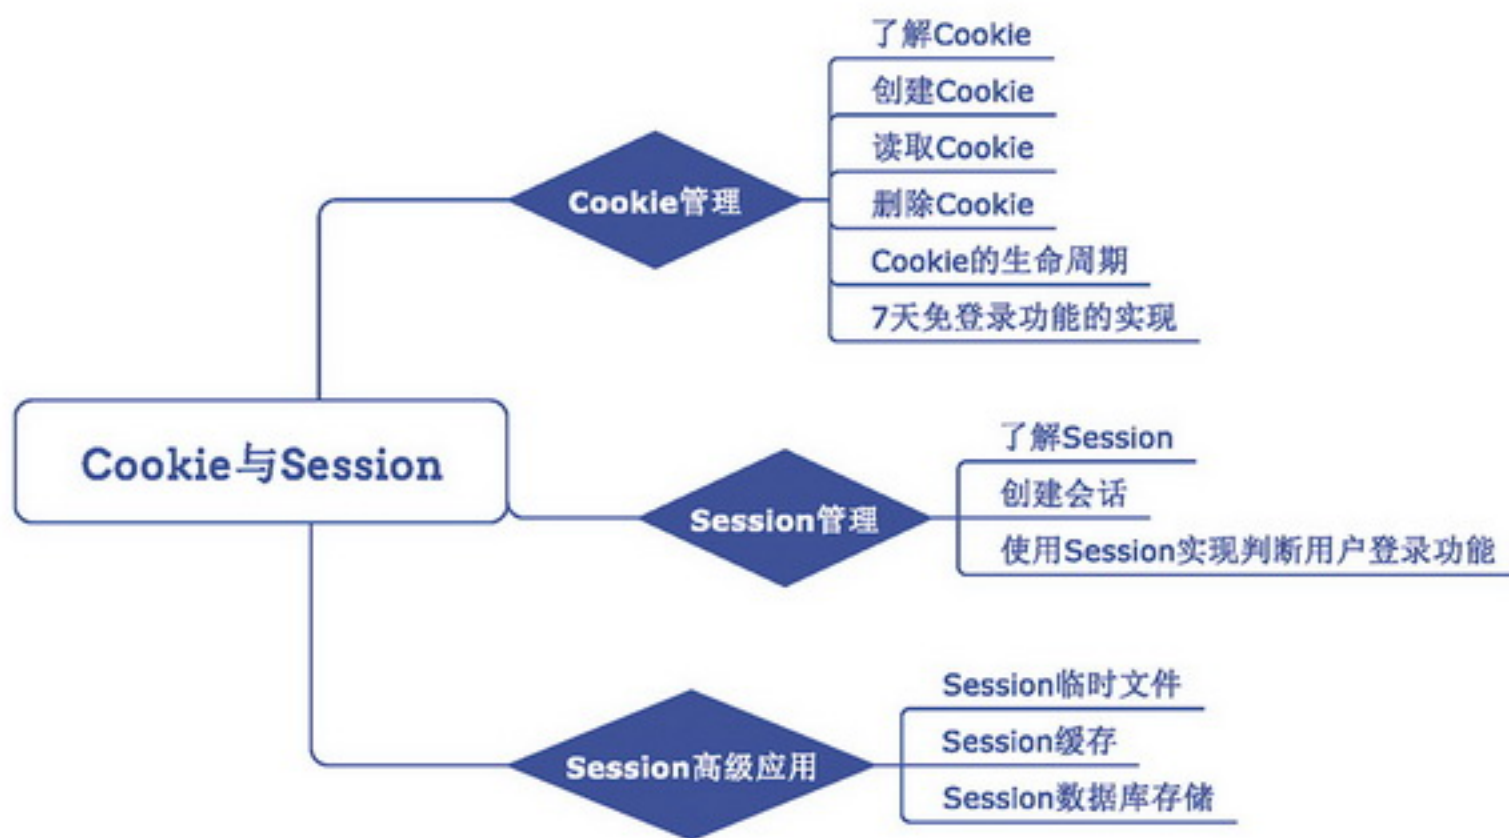 Cookie与Session
Cookie管理
了解Cookie
创建Cookie
读取Cookie
删除Cookie
Cookie的生命周期
7天免登录功能的实现
Session管理
了解Session
创建会话
使用Session实现判断用户登录功能
Session高级应用
Session临时文件
Session缓存
Session数据库存储